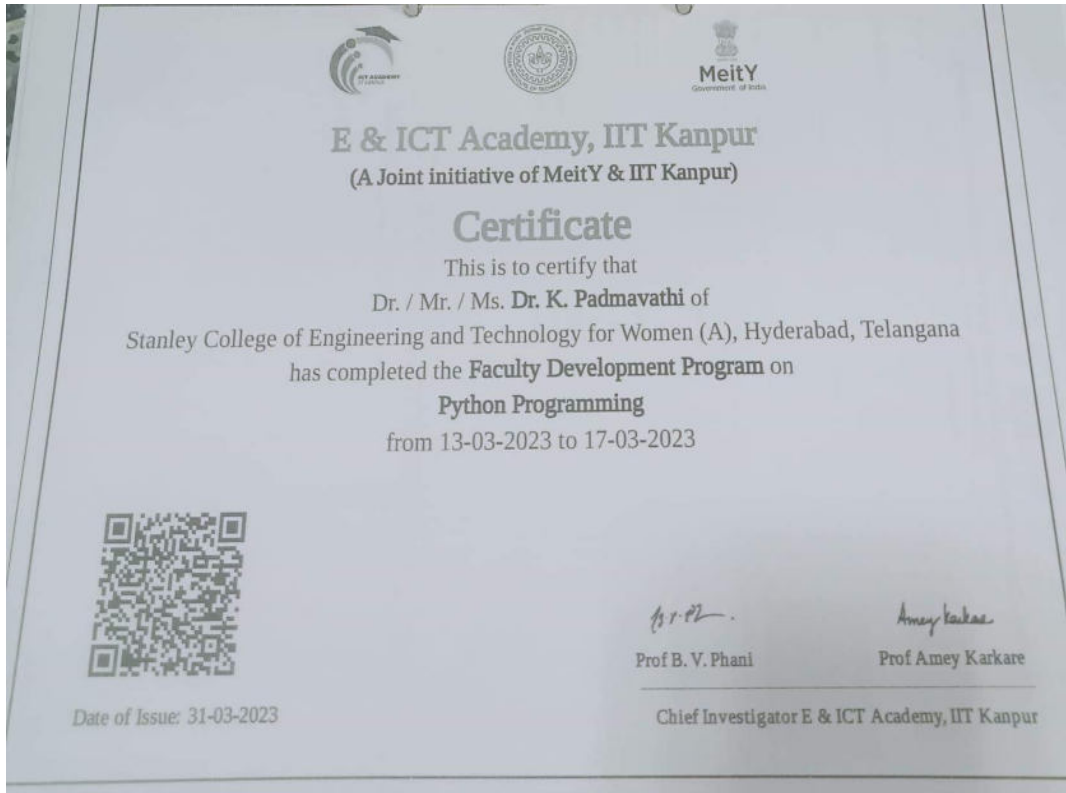 ICT ACADEMY
MeitY
Government of India
E & ICT Academy, IIT Kanpur
(A Joint initiative of MeitY & IIT Kanpur)
Certificate
This is to certify that
Dr. / Mr. / Ms. Dr. K. Padmavathi of
Stanley College of Engineering and Technology for Women (A), Hyderabad, Telangana
has completed the Faculty Development Program on
Python Programming
from 13-03-2023 to 17-03-2023
Amey Karkare
Prof B. V. Phani
Prof Amey Karkare
Date of Issue: 31-03-2023
Chief Investigator E & ICT Academy, IIT Kanpur